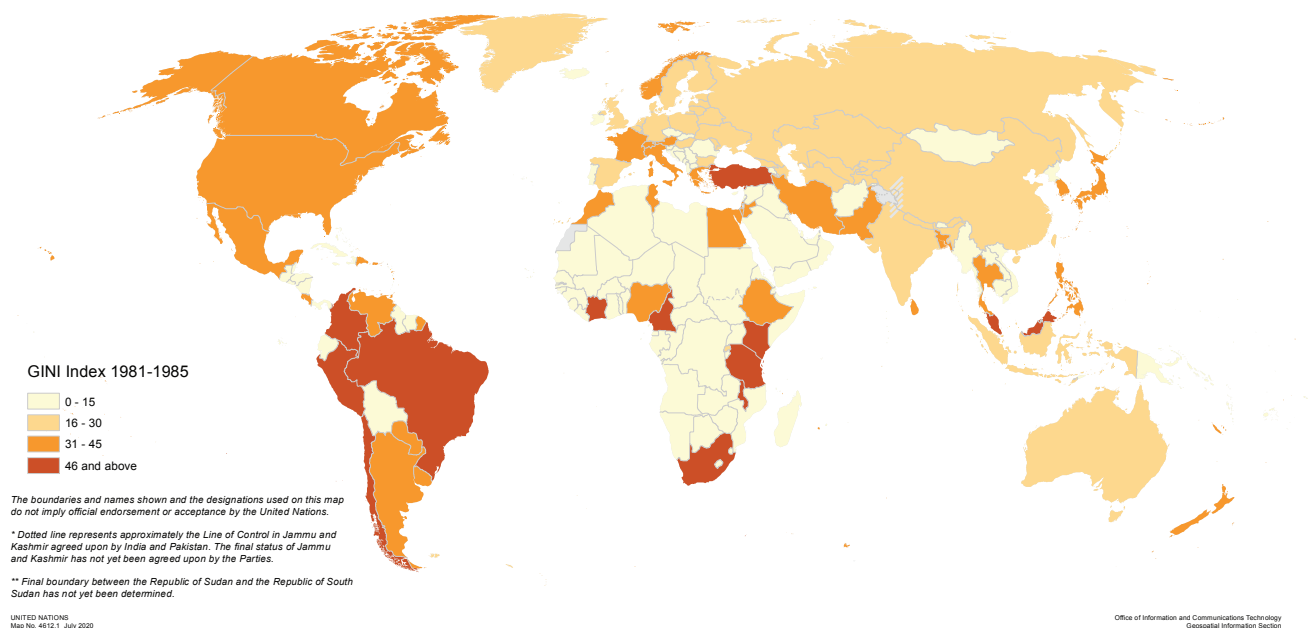 GINI Index 1981-1985
0 - 15
16 - 30
31 - 45
46 and above
The boundaries and names shown and the designations used on this map
do not imply official endorsement or acceptance by the United Nations.
* Dotted line represents approximately the Line of Control in Jammu and
Kashmir agreed upon by India and Pakistan. The final status of Jammu
and Kashmir has not yet been agreed upon by the Parties.
** Final boundary between the Republic of Sudan and the Republic of South
Sudan has not yet been determined.
UNITED NATIONS
Map No. 4612.1 July 2020
Office of Information and Communications Technology
Geospatial Information Section